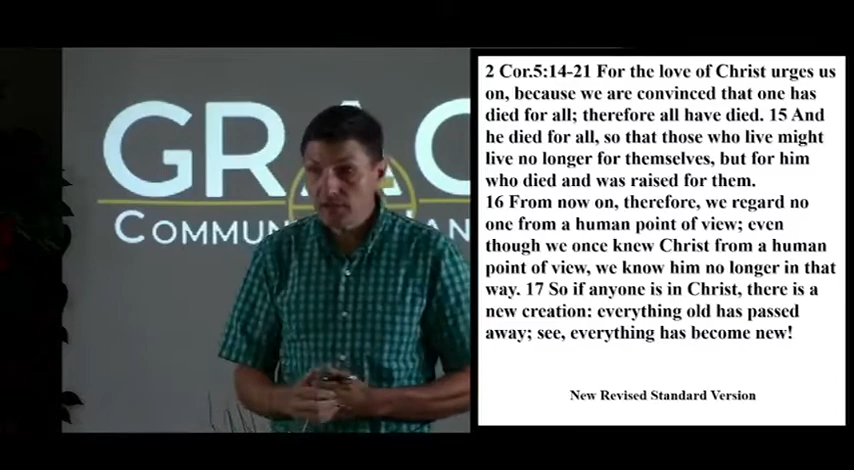 GRAC
COMMUN
AN
2 Cor.5:14-21 For the love of Christ urges us
on, because we are convinced that one has
died for all; therefore all have died. 15 And
he died for all, so that those who live might
live no longer for themselves, but for him
who died and was raised for them.
16 From now on, therefore, we regard no
one from a human point of view; even
though we once knew Christ from a human
point of view, we know him no longer in that
way. 17 So if anyone is in Christ, there is a
new creation: everything old has passed
away; see, everything has become new!
New Revised Standard Version